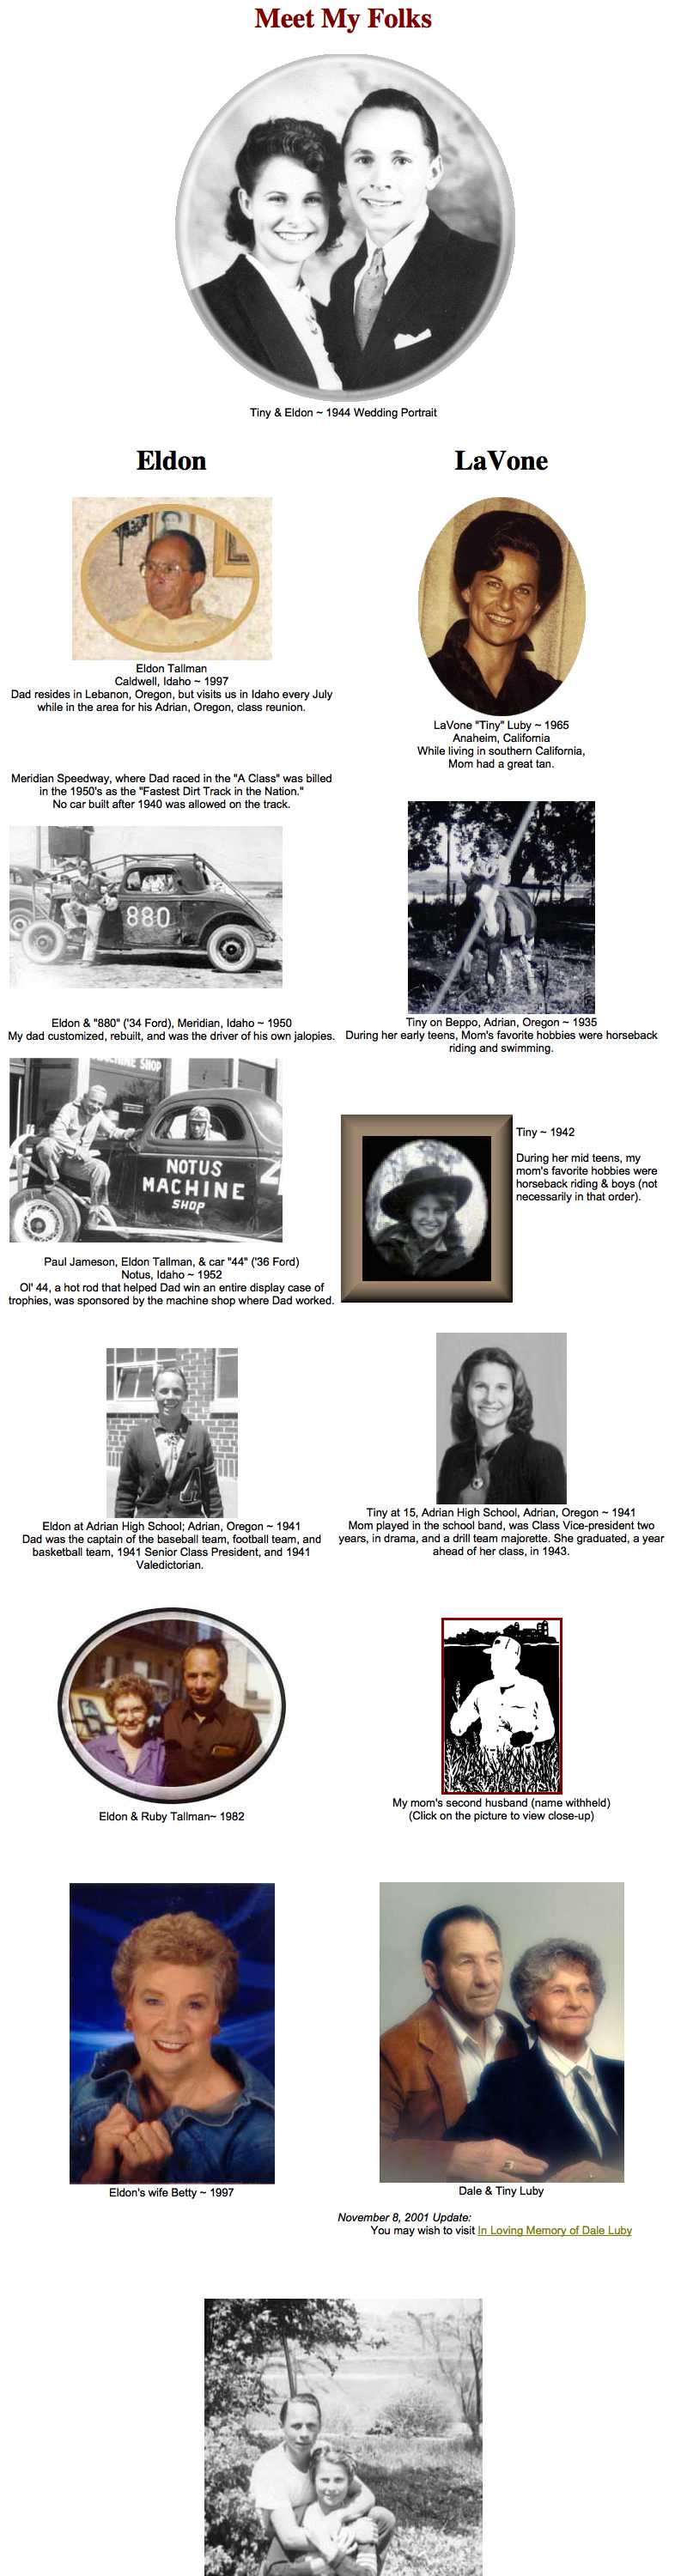 Meet My Folks
Tiny & Eldon ~ 1944 Wedding Portrait
Eldon
Eldon Tallman
Caldwell, Idaho ~ 1997
Dad resides in Lebanon, Oregon, but visits us in Idaho every July
while in the area for his Adrian, Oregon, class reunion.
Meridian Speedway, where Dad raced in the "A Class" was billed
in the 1950's as the "Fastest Dirt Track in the Nation."
No car built after 1940 was allowed on the track.
880
Eldon & "880" ('34 Ford), Meridian, Idaho ~ 1950
My dad customized, rebuilt, and was the driver of his own jalopies.
MACHINE SHOP
NOTUS
MACHINE
SHOP
4
Paul Jameson, Eldon Tallman, & car "44" ('36 Ford)
Notus, Idaho ~ 1952
Ol' 44, a hot rod that helped Dad win an entire display case of
trophies, was sponsored by the machine shop where Dad worked.
A
Eldon at Adrian High School; Adrian, Oregon ~ 1941
Dad was the captain of the baseball team, football team, and
basketball team, 1941 Senior Class President, and 1941
Valedictorian.
Eldon & Ruby Tallman~ 1982
Eldon's wife Betty ~ 1997
LaVone
LaVone "Tiny" Luby ~ 1965
Anaheim, California
While living in southern California,
Mom had a great tan.
Tiny on Beppo, Adrian, Oregon ~ 1935
During her early teens, Mom's favorite hobbies were horseback
riding and swimming.
Tiny ~ 1942
During her mid teens, my
mom's favorite hobbies were
horseback riding & boys (not
necessarily in that order).
Tiny at 15, Adrian High School, Adrian, Oregon ~ 1941
Mom played in the school band, was Class Vice-president two
years, in drama, and a drill team majorette. She graduated, a year
ahead of her class, in 1943.
My mom's second husband (name withheld)
(Click on the picture to view close-up)
Dale & Tiny Luby
November 8, 2001 Update:
You may wish to visit In Loving Memory of Dale Luby